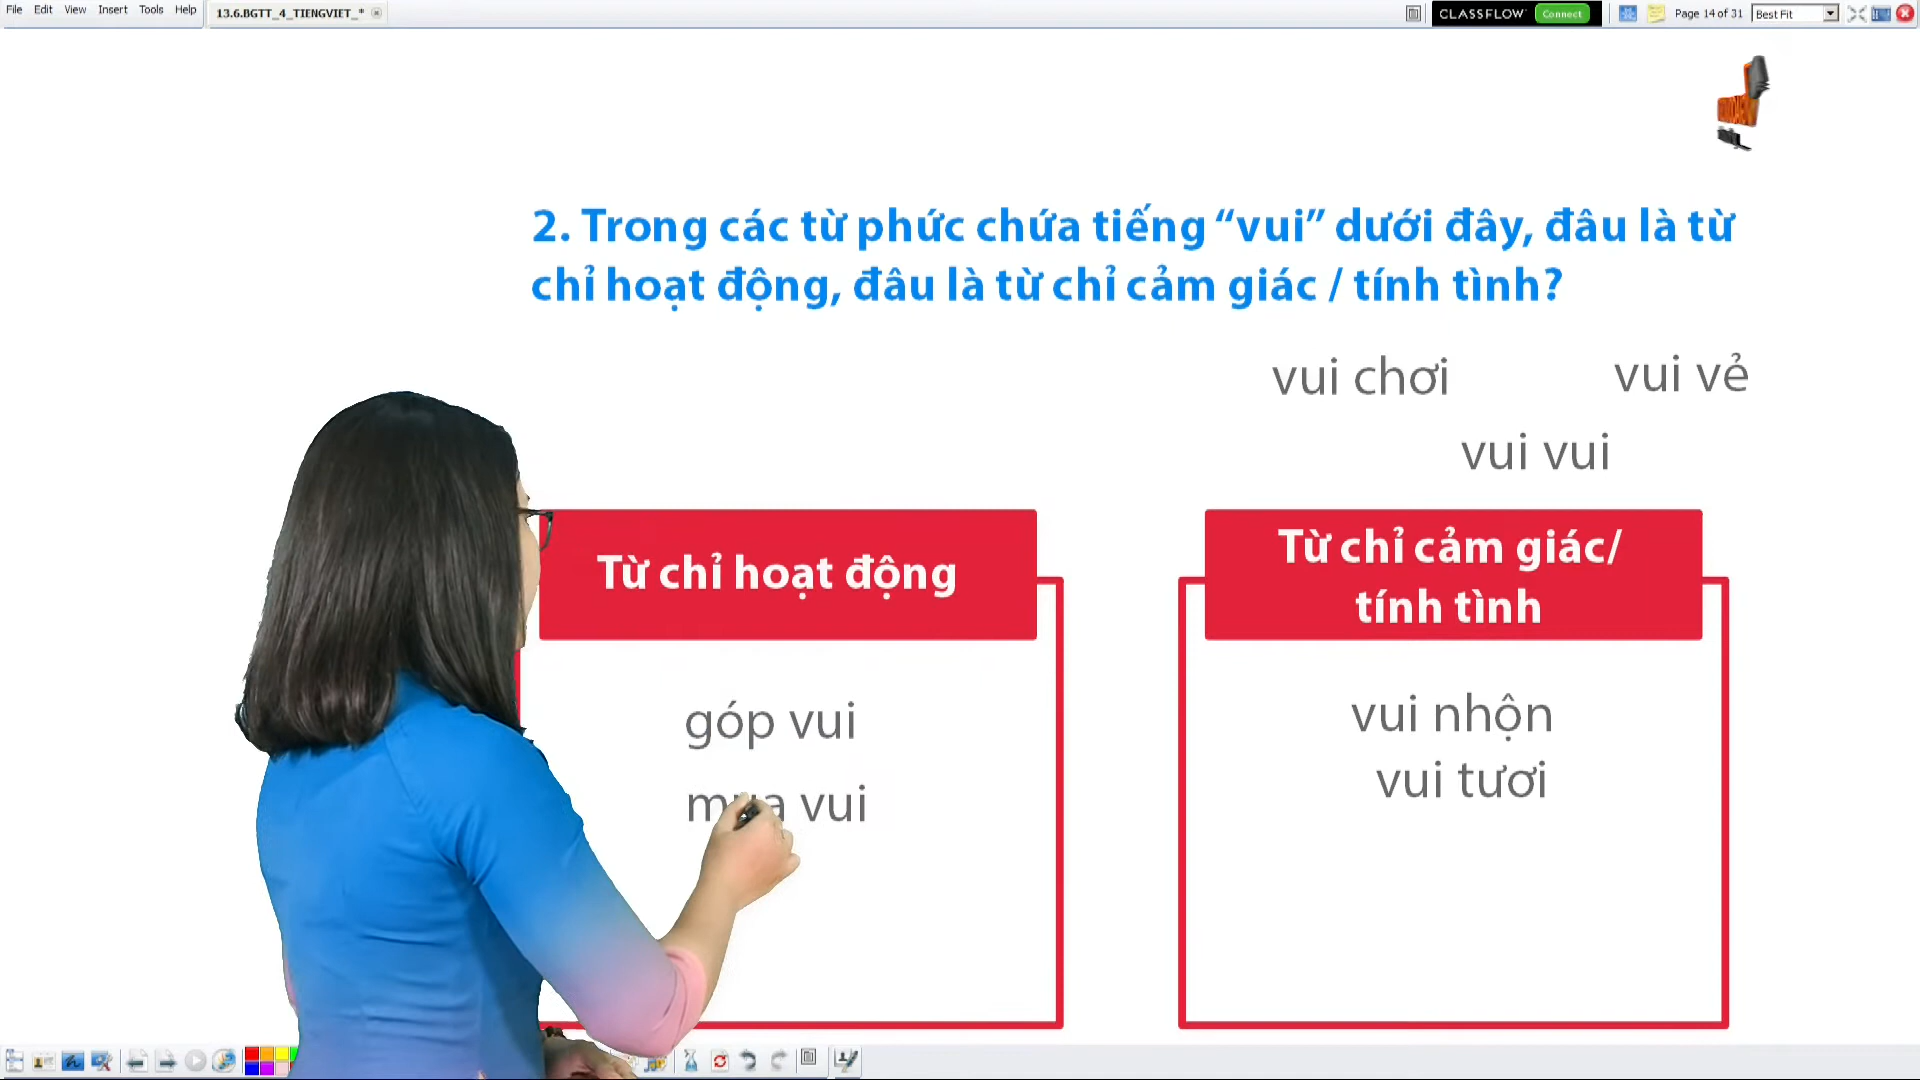 File Edit View Insert Tools Help
13.6.BGTT_4_TIENGVIET_*
CLASSFLOW Connect
Page 14 of 31
Best Fit
2. Trong các từ phức chứa tiếng “vui” dưới đây, đâu là từ
chỉ hoạt động, đâu là từ chỉ cảm giác / tính tình?
vui chơi
vui vẻ
vui vui
Từ chỉ hoạt động
góp vui
vui
Từ chỉ cảm giác/
tính tình
vui nhộn
vui tươi